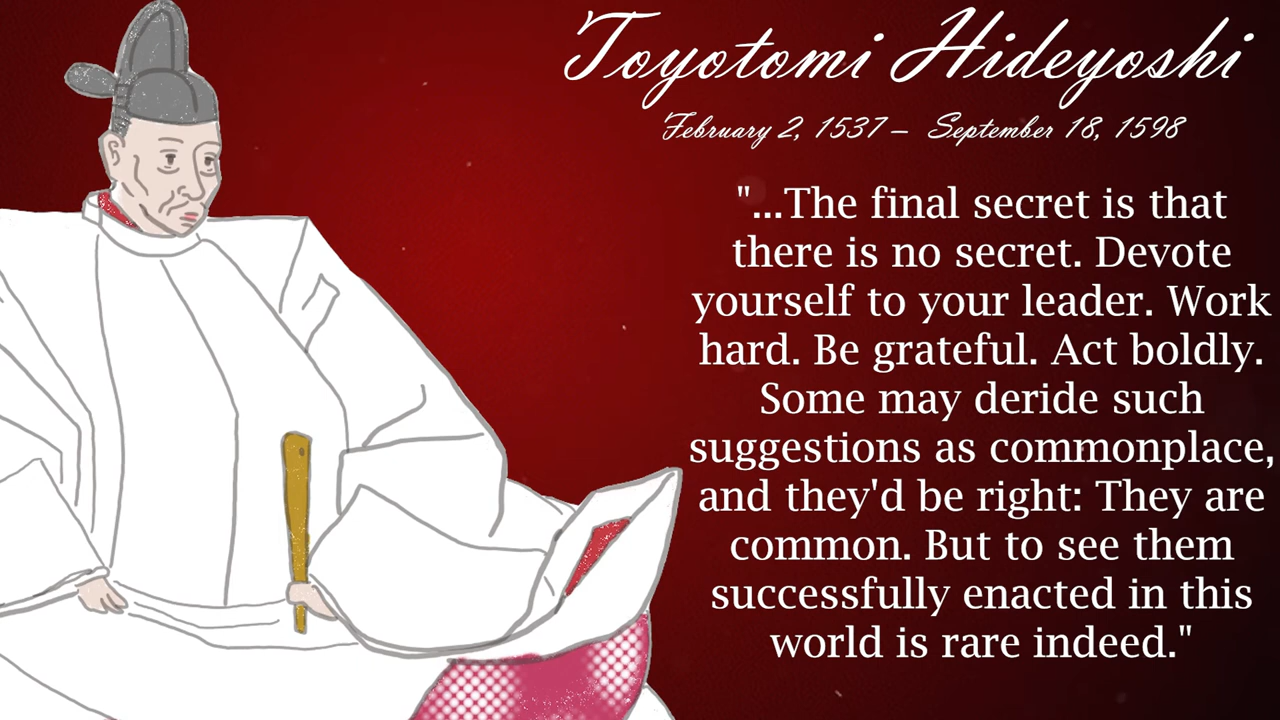 Toyotomi Hideyoshi
February 2, 1537 – September 18, 1598
"...The final secret is that
there is no secret. Devote
yourself to your leader. Work
hard. Be grateful. Act boldly.
Some may deride such
suggestions as commonplace,
and they'd be right: They are
common. But to see them
successfully enacted in this
world is rare indeed."